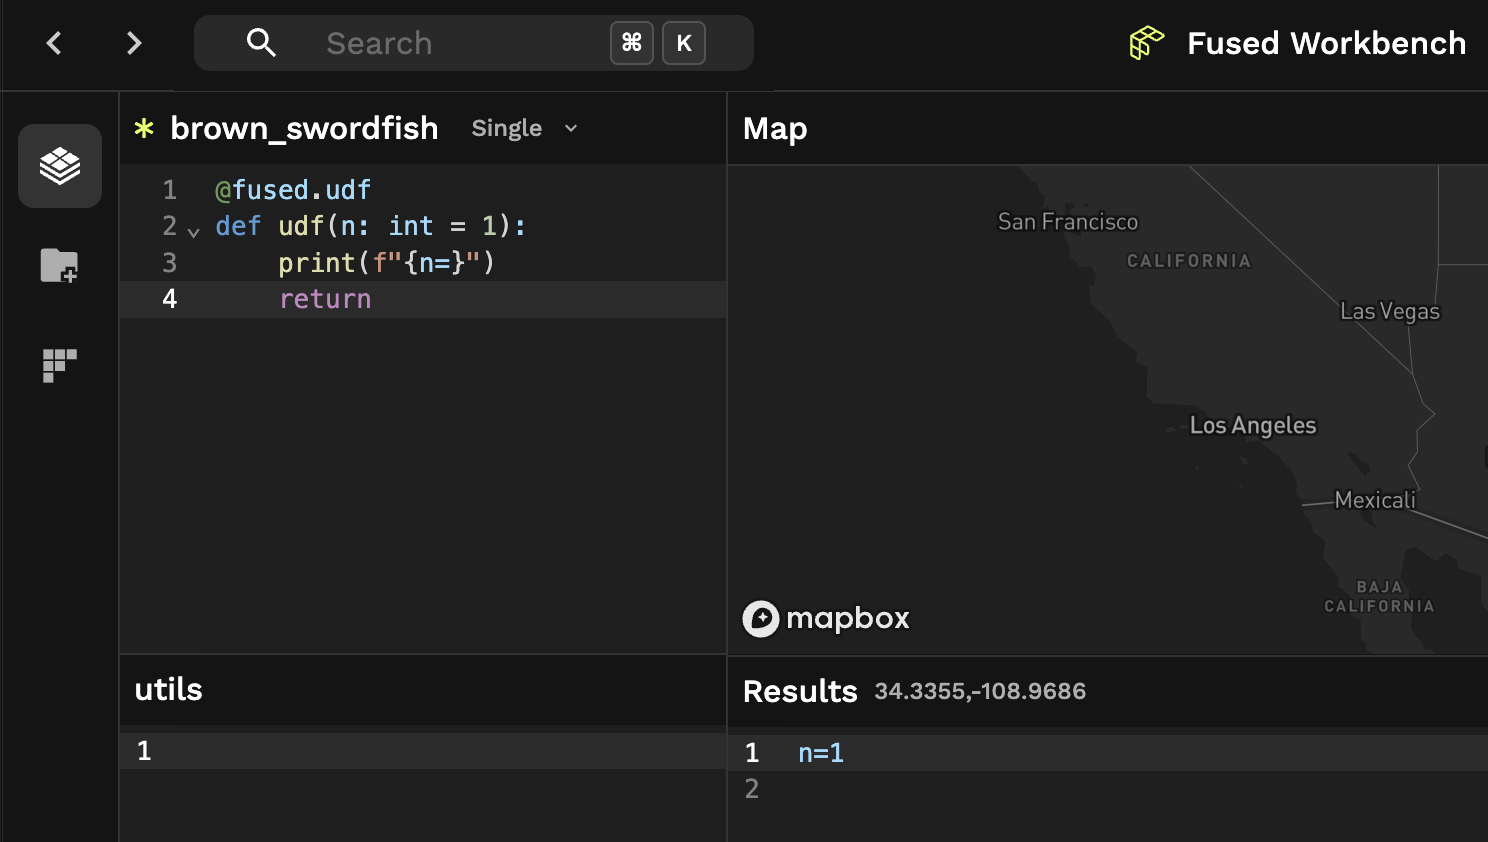 Search ⌘ K
Fused Workbench
* brown_swordfish Single
1 @fused.udf
2 def udf(n: int = 1):
3 print(f"{n=}")
4 return
Map
San Francisco
CALIFORNIA
Las Vegas
Los Angeles
Mexicali
BAJA
CALIFORNIA
mapbox
utils
1
Results 34.3355,-108.9686
1 n=1
2